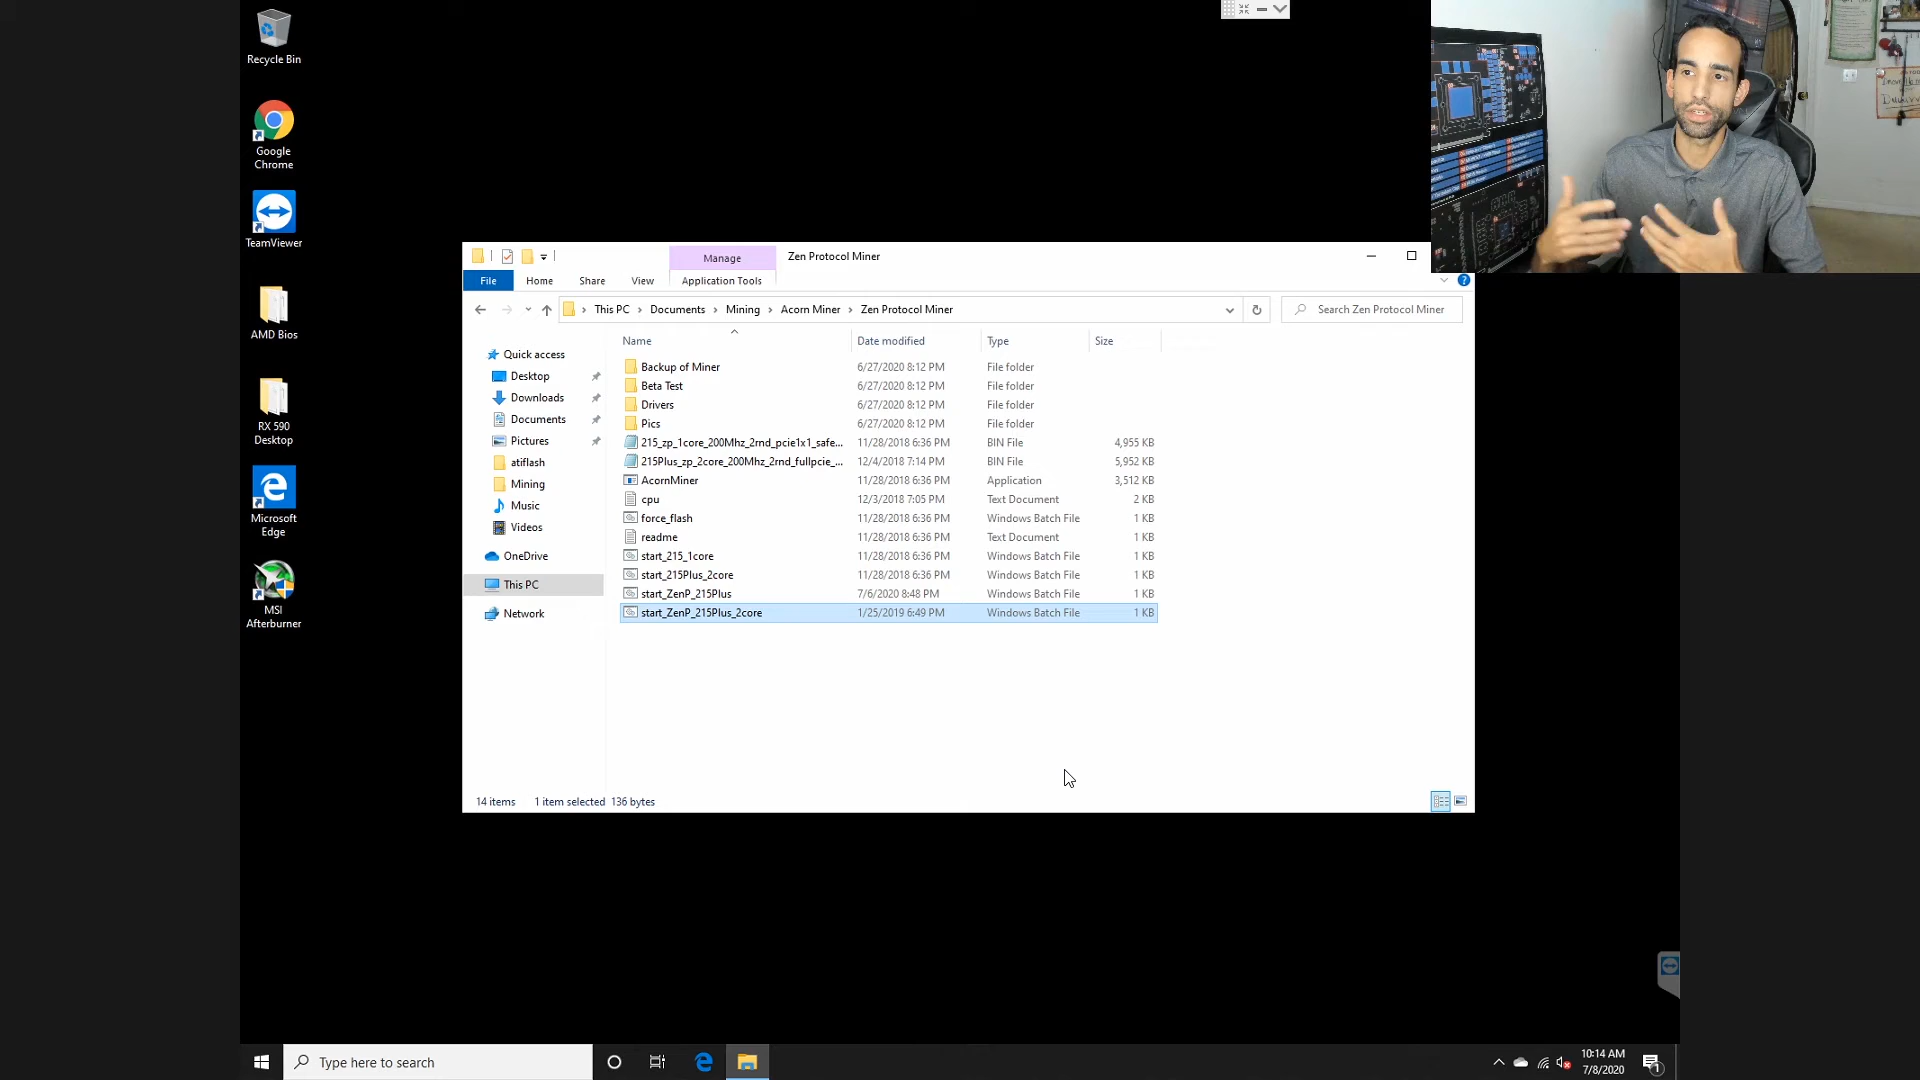 Recycle Bin
Google
Chrome
TeamViewer
AMD Bios
RX 590
Desktop
Microsoft
Edge
MSI
Afterburner
Manage
Zen Protocol Miner
File
Home
Share
View
Application Tools
This PC
Documents
Mining
Acorn Miner
Zen Protocol Miner
Search Zen Protocol Miner
Quick access
Desktop
Downloads
Documents
Pictures
atiflash
Mining
Music
Videos
OneDrive
This PC
Network
Name Date modified Type Size
Backup of Miner 6/27/2020 8:12 PM File folder
Beta Test 6/27/2020 8:12 PM File folder
Drivers 6/27/2020 8:12 PM File folder
Pics 6/27/2020 8:12 PM File folder
215_zp_1core_200Mhz_2rnd_pcie1x1_safe... 11/28/2018 6:36 PM BIN File 4,955 KB
215Plus_zp_2core_200Mhz_2rnd_fullpcie_... 12/4/2018 7:14 PM BIN File 5,952 KB
AcornMiner 11/28/2018 6:36 PM Application 3,512 KB
cpu 12/3/2018 7:05 PM Text Document 2 KB
force_flash 11/28/2018 6:36 PM Windows Batch File 1 KB
readme 11/28/2018 6:36 PM Text Document 1 KB
start_215_1core 11/28/2018 6:36 PM Windows Batch File 1 KB
start_215Plus_2core 11/28/2018 6:36 PM Windows Batch File 1 KB
start_ZenP_215Plus 7/6/2020 8:48 PM Windows Batch File 1 KB
start_ZenP_215Plus_2core 1/25/2019 6:49 PM Windows Batch File 1 KB
14 items 1 item selected 136 bytes
Type here to search
10:14 AM
7/8/2020
1